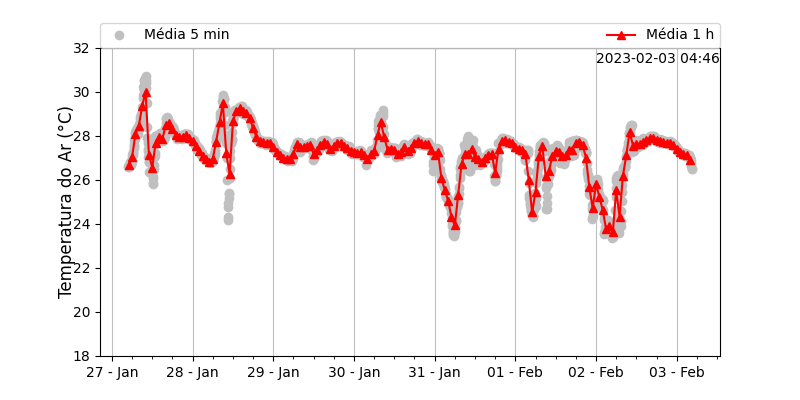 Média 5 min
Média 1 h
2023-02-03 04:46
Temperatura do Ar (°C)
32
30
28
26
24
22
20
18
27 - Jan
28 - Jan
29 - Jan
30 - Jan
31 - Jan
01 - Feb
02 - Feb
03 - Feb